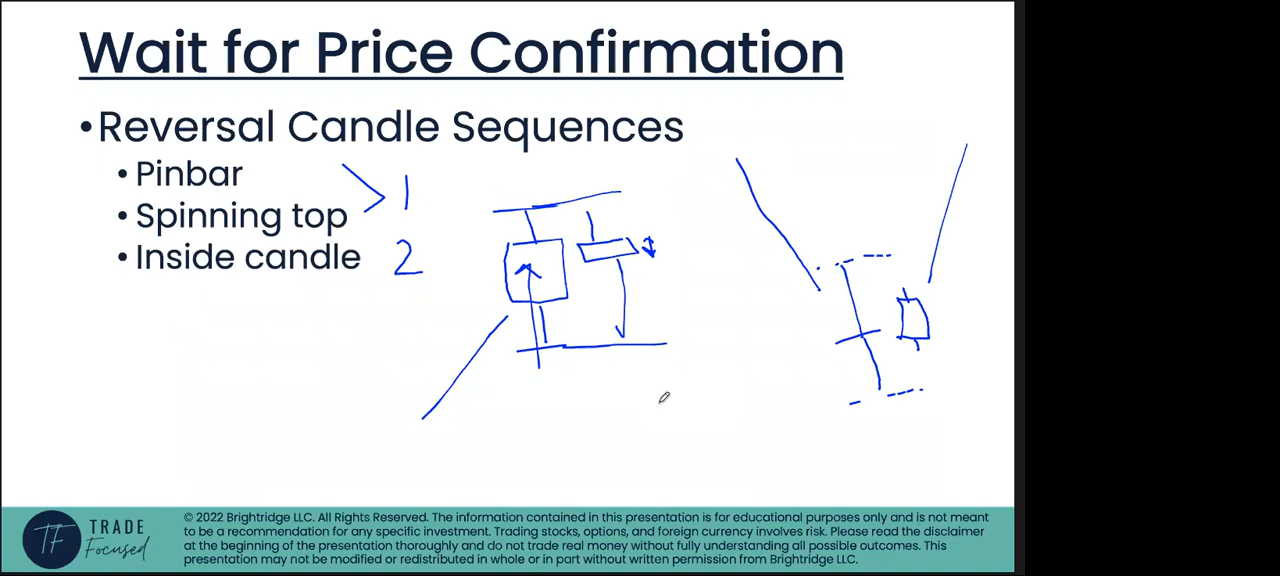 Wait for Price Confirmation
•Reversal Candle Sequences
• Pinbar
• Spinning top
• Inside candle
1
2
TF
TRADE
Focused
© 2022 Brightridge LLC. All Rights Reserved. The information contained in this presentation is for educational purposes only and is not meant
to be a recommendation for any specific investment. Trading stocks, options, and foreign currency involves risk. Please read the disclaimer
at the beginning of the presentation thoroughly and do not trade real money without fully understanding all possible outcomes. This
presentation may not be modified or redistributed in whole or in part without written permission from Brightridge LLC.